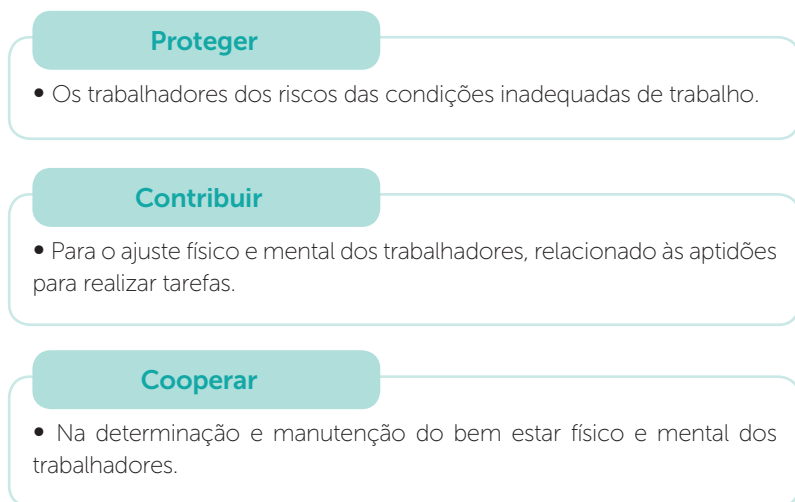 Proteger
• Os trabalhadores dos riscos das condições inadequadas de trabalho.
Contribuir
• Para o ajuste físico e mental dos trabalhadores, relacionado às aptidões
para realizar tarefas.
Cooperar
• Na determinação e manutenção do bem estar físico e mental dos
trabalhadores.